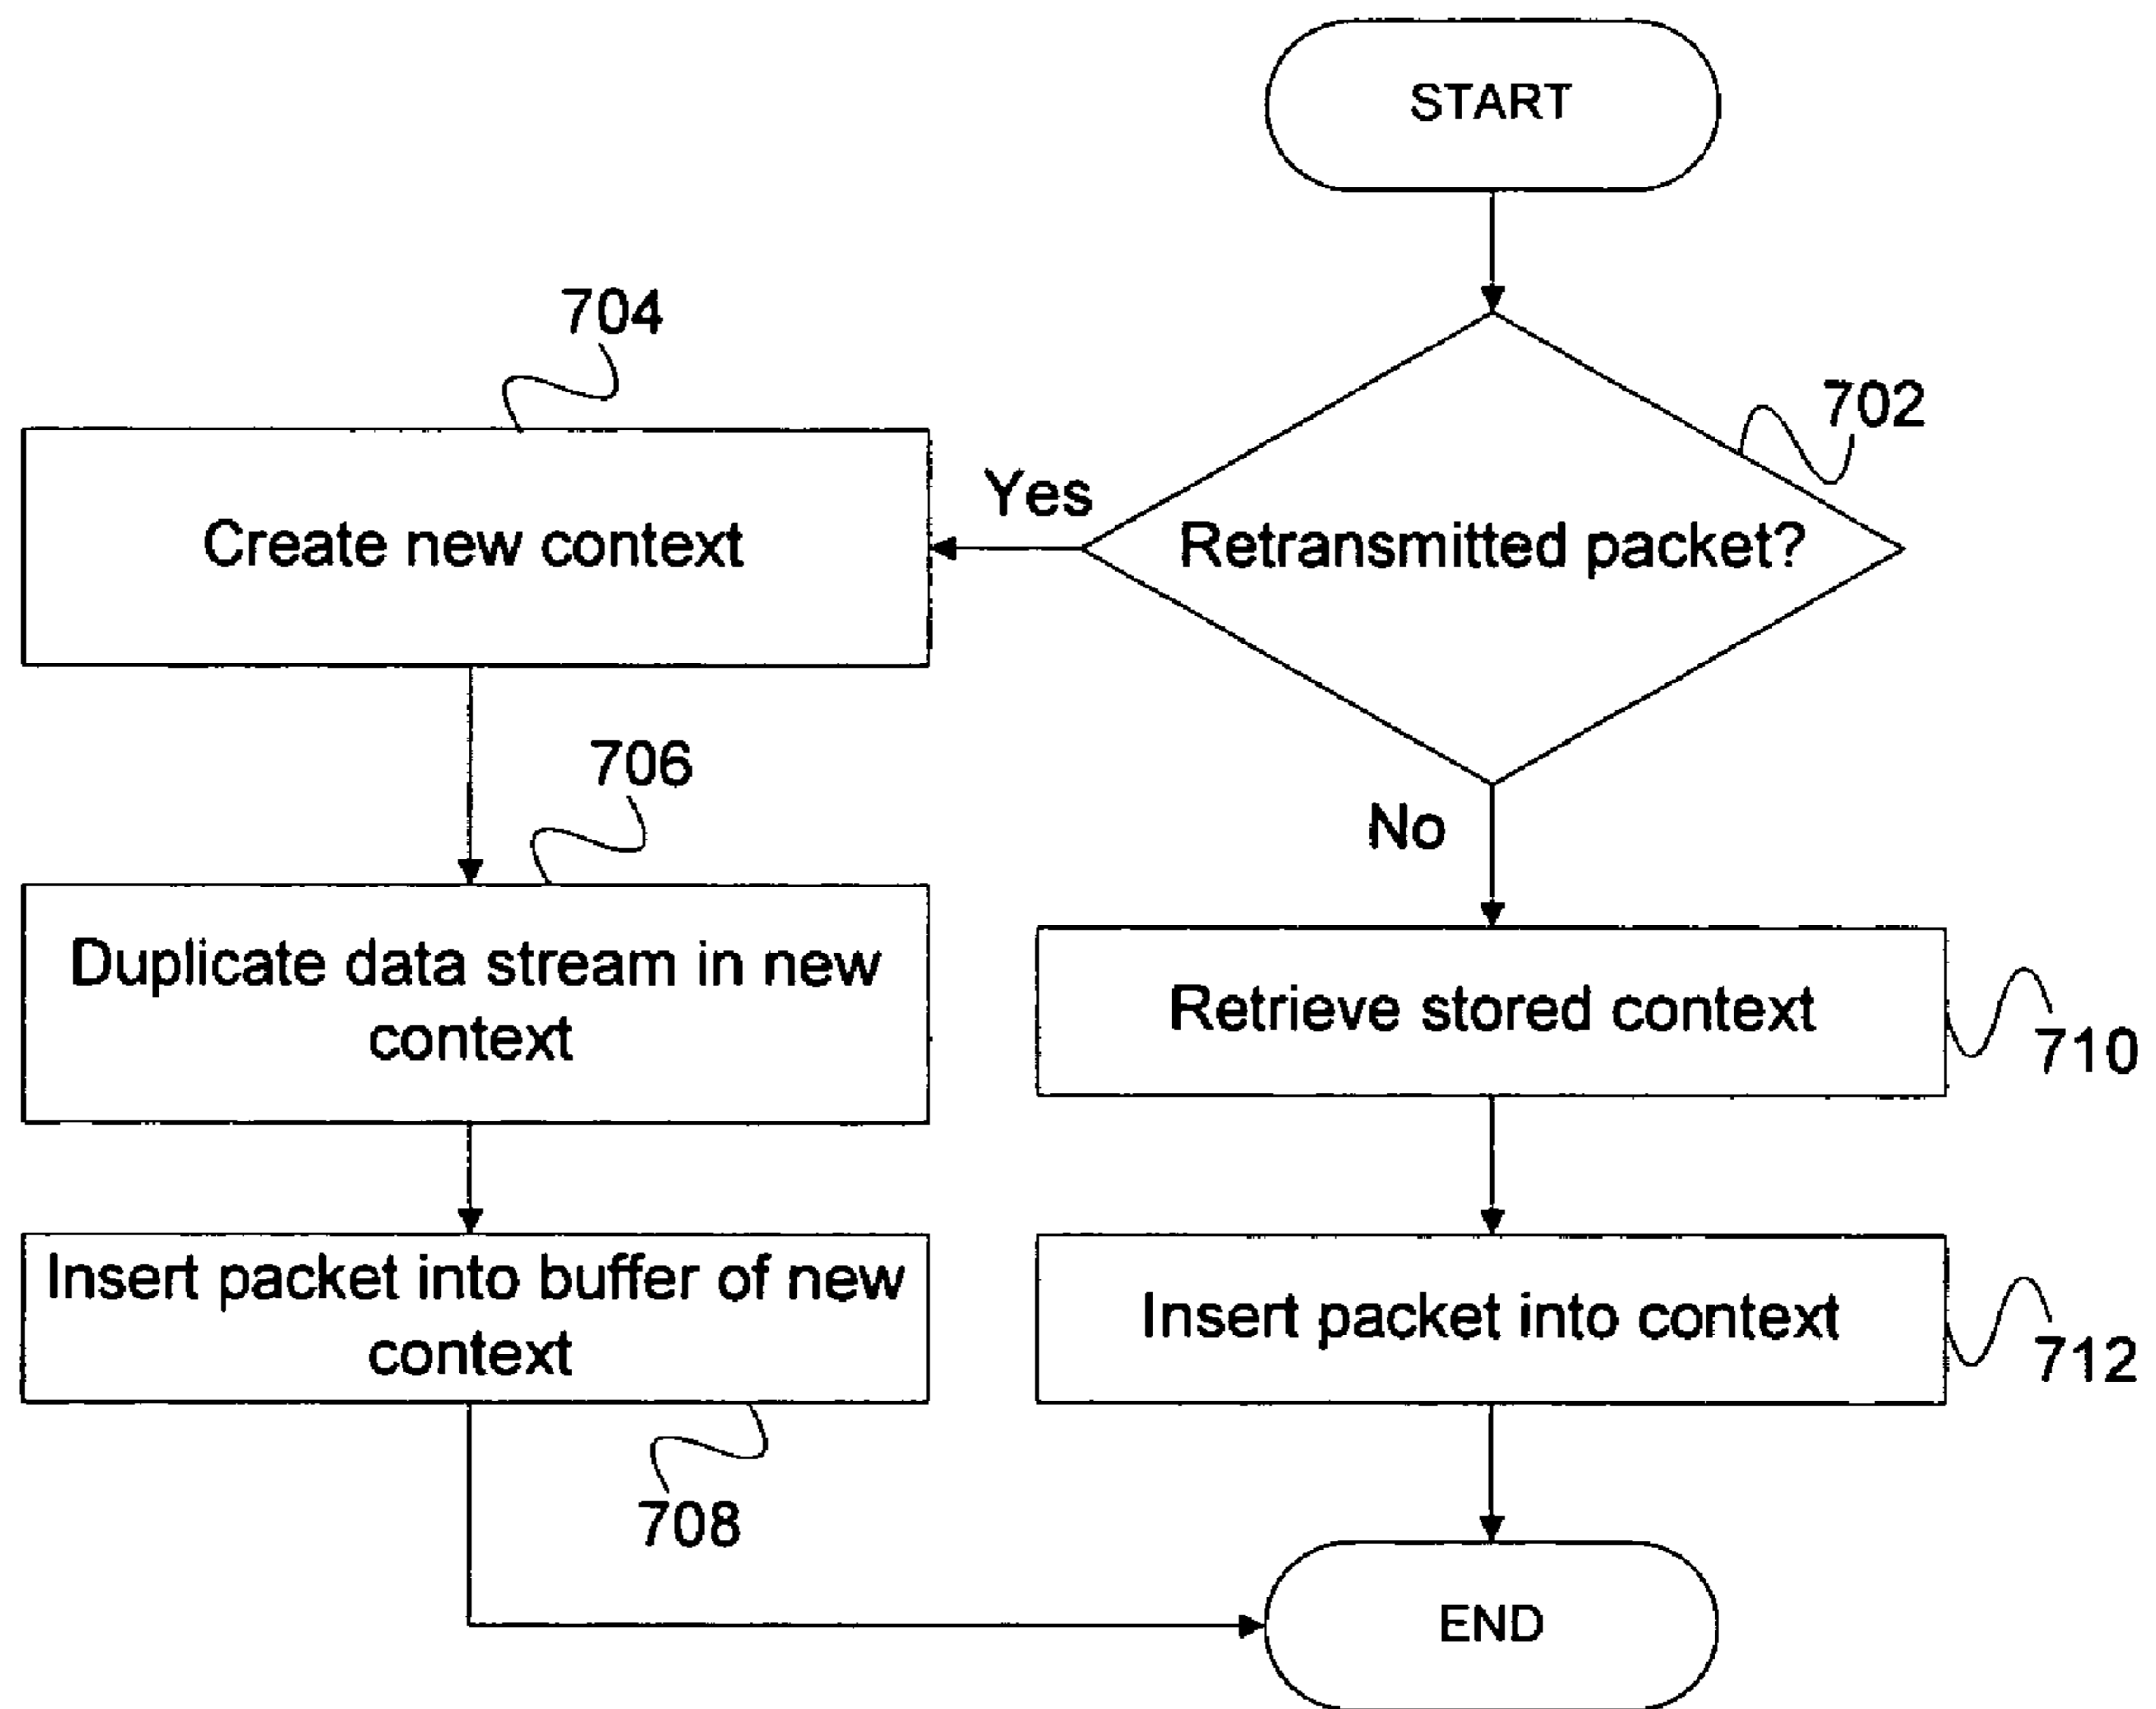 START
704
702
Yes
Create new context
Retransmitted packet?
706
No
Duplicate data stream in new
context
Retrieve stored context
710
Insert packet into buffer of new
context
Insert packet into context
712
708
END